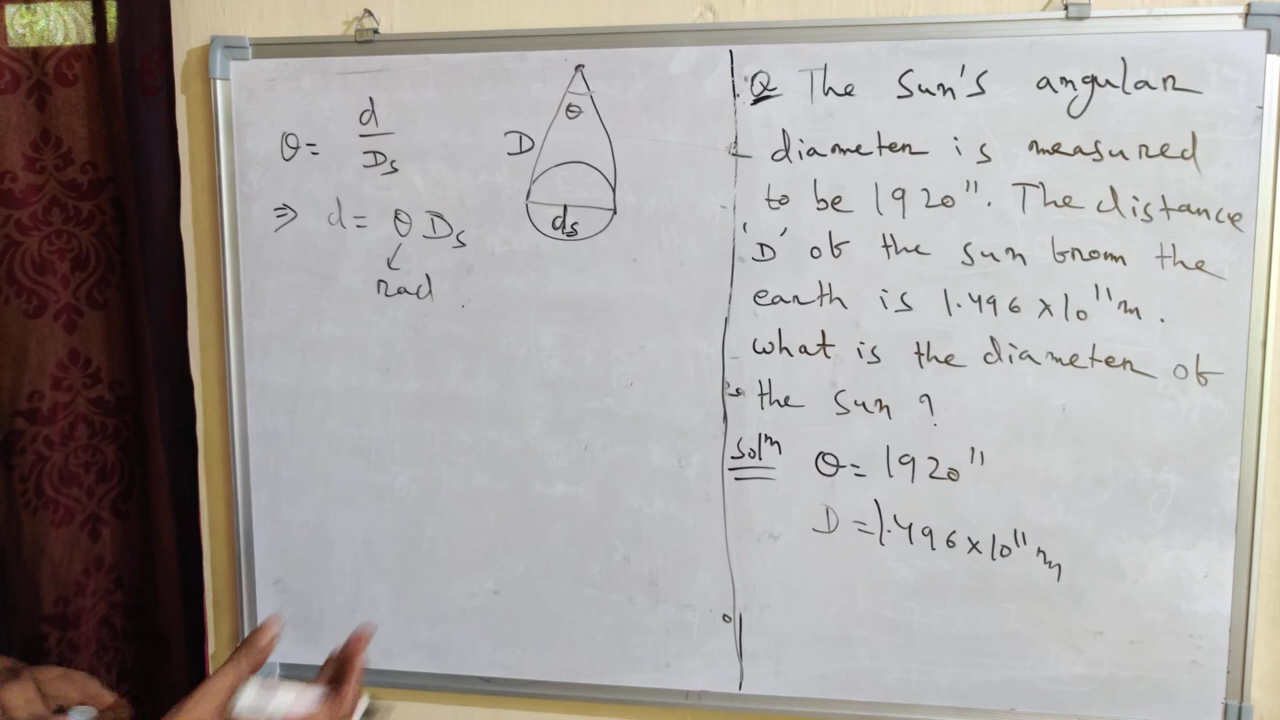 θ = d/Ds
⇒ d = θ Ds
rad
θ
D
ds
Q The Sun's angular
diameter is measured
to be 1920". The distance
'D' of the sun from the
earth is 1.496 × 10¹¹ m.
What is the diameter of
the sun ?
Solⁿ θ = 1920"
D = 1.496 × 10¹¹ m